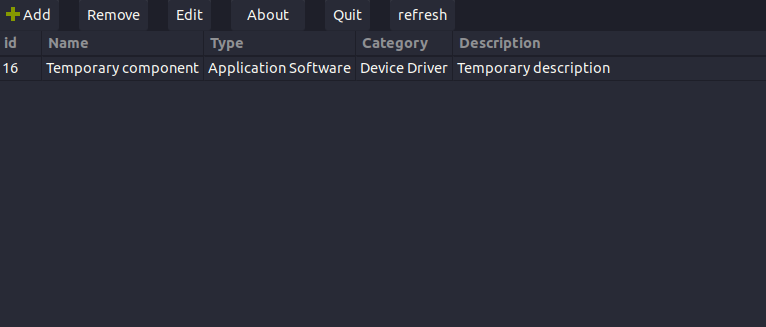 Add Remove Edit About Quit refresh
id Name Type Category Description
16 Temporary component Application Software Device Driver Temporary description